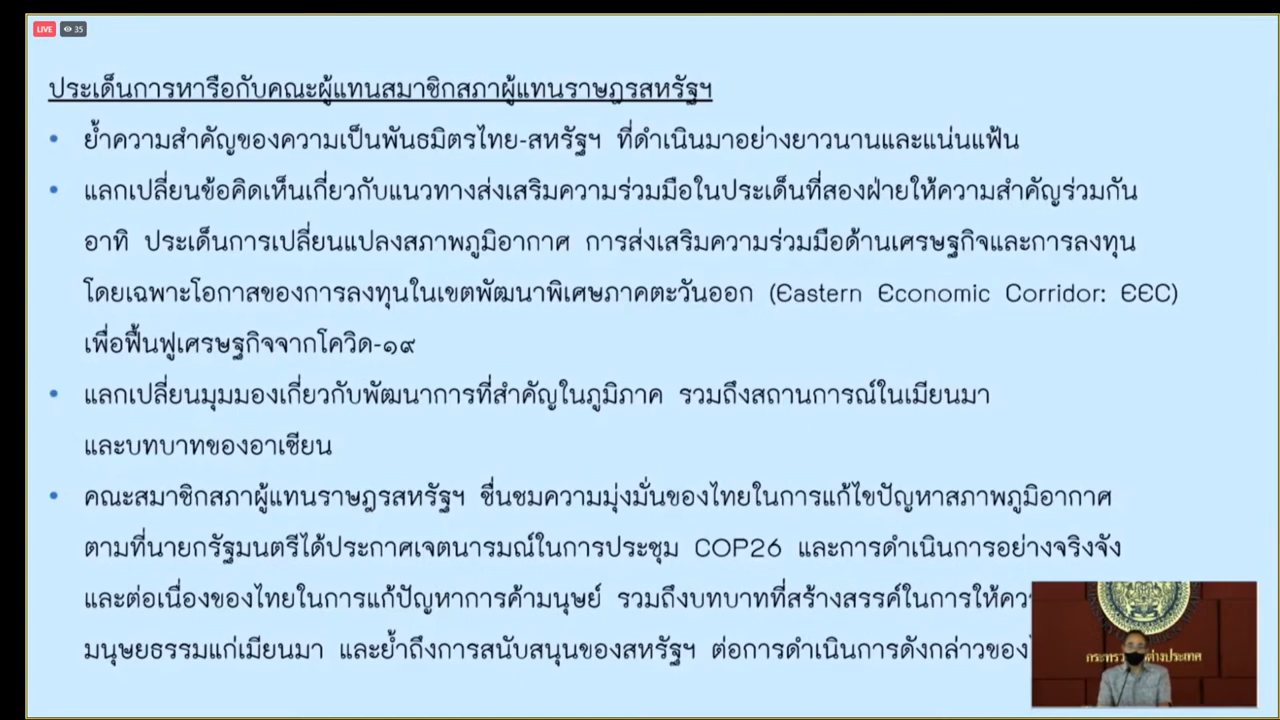 LIVE 35
ประเด็นการหารือกับคณะผู้แทนสมาชิกสภาผู้แทนราษฎรสหรัฐฯ
• ย้ำความสำคัญของความเป็นพันธมิตรไทย-สหรัฐฯ ที่ดำเนินมาอย่างยาวนานและแน่นแฟ้น
• แลกเปลี่ยนข้อคิดเห็นเกี่ยวกับแนวทางส่งเสริมความร่วมมือในประเด็นที่สองฝ่ายให้ความสำคัญร่วมกัน
อาทิ ประเด็นการเปลี่ยนแปลงสภาพภูมิอากาศ การส่งเสริมความร่วมมือด้านเศรษฐกิจและการลงทุน
โดยเฉพาะโอกาสของการลงทุนในเขตพัฒนาพิเศษภาคตะวันออก (Eastern Economic Corridor: EEC)
เพื่อฟื้นฟูเศรษฐกิจจากโควิด-๑๙
• แลกเปลี่ยนมุมมองเกี่ยวกับพัฒนาการที่สำคัญในภูมิภาค รวมถึงสถานการณ์ในเมียนมา
และบทบาทของอาเซียน
• คณะสมาชิกสภาผู้แทนราษฎรสหรัฐฯ ชื่นชมความมุ่งมั่นของไทยในการแก้ไขปัญหาสภาพภูมิอากาศ
ตามที่นายกรัฐมนตรีได้ประกาศเจตนารมณ์ในการประชุม COP26 และการดำเนินการอย่างจริงจัง
และต่อเนื่องของไทยในการแก้ปัญหาการค้ามนุษย์ รวมถึงบทบาทที่สร้างสรรค์ในการให้
มนุษยธรรมแก่เมียนมา และย้ำถึงการสนับสนุนของสหรัฐฯ ต่อการดำเนินการดังกล่าวของ